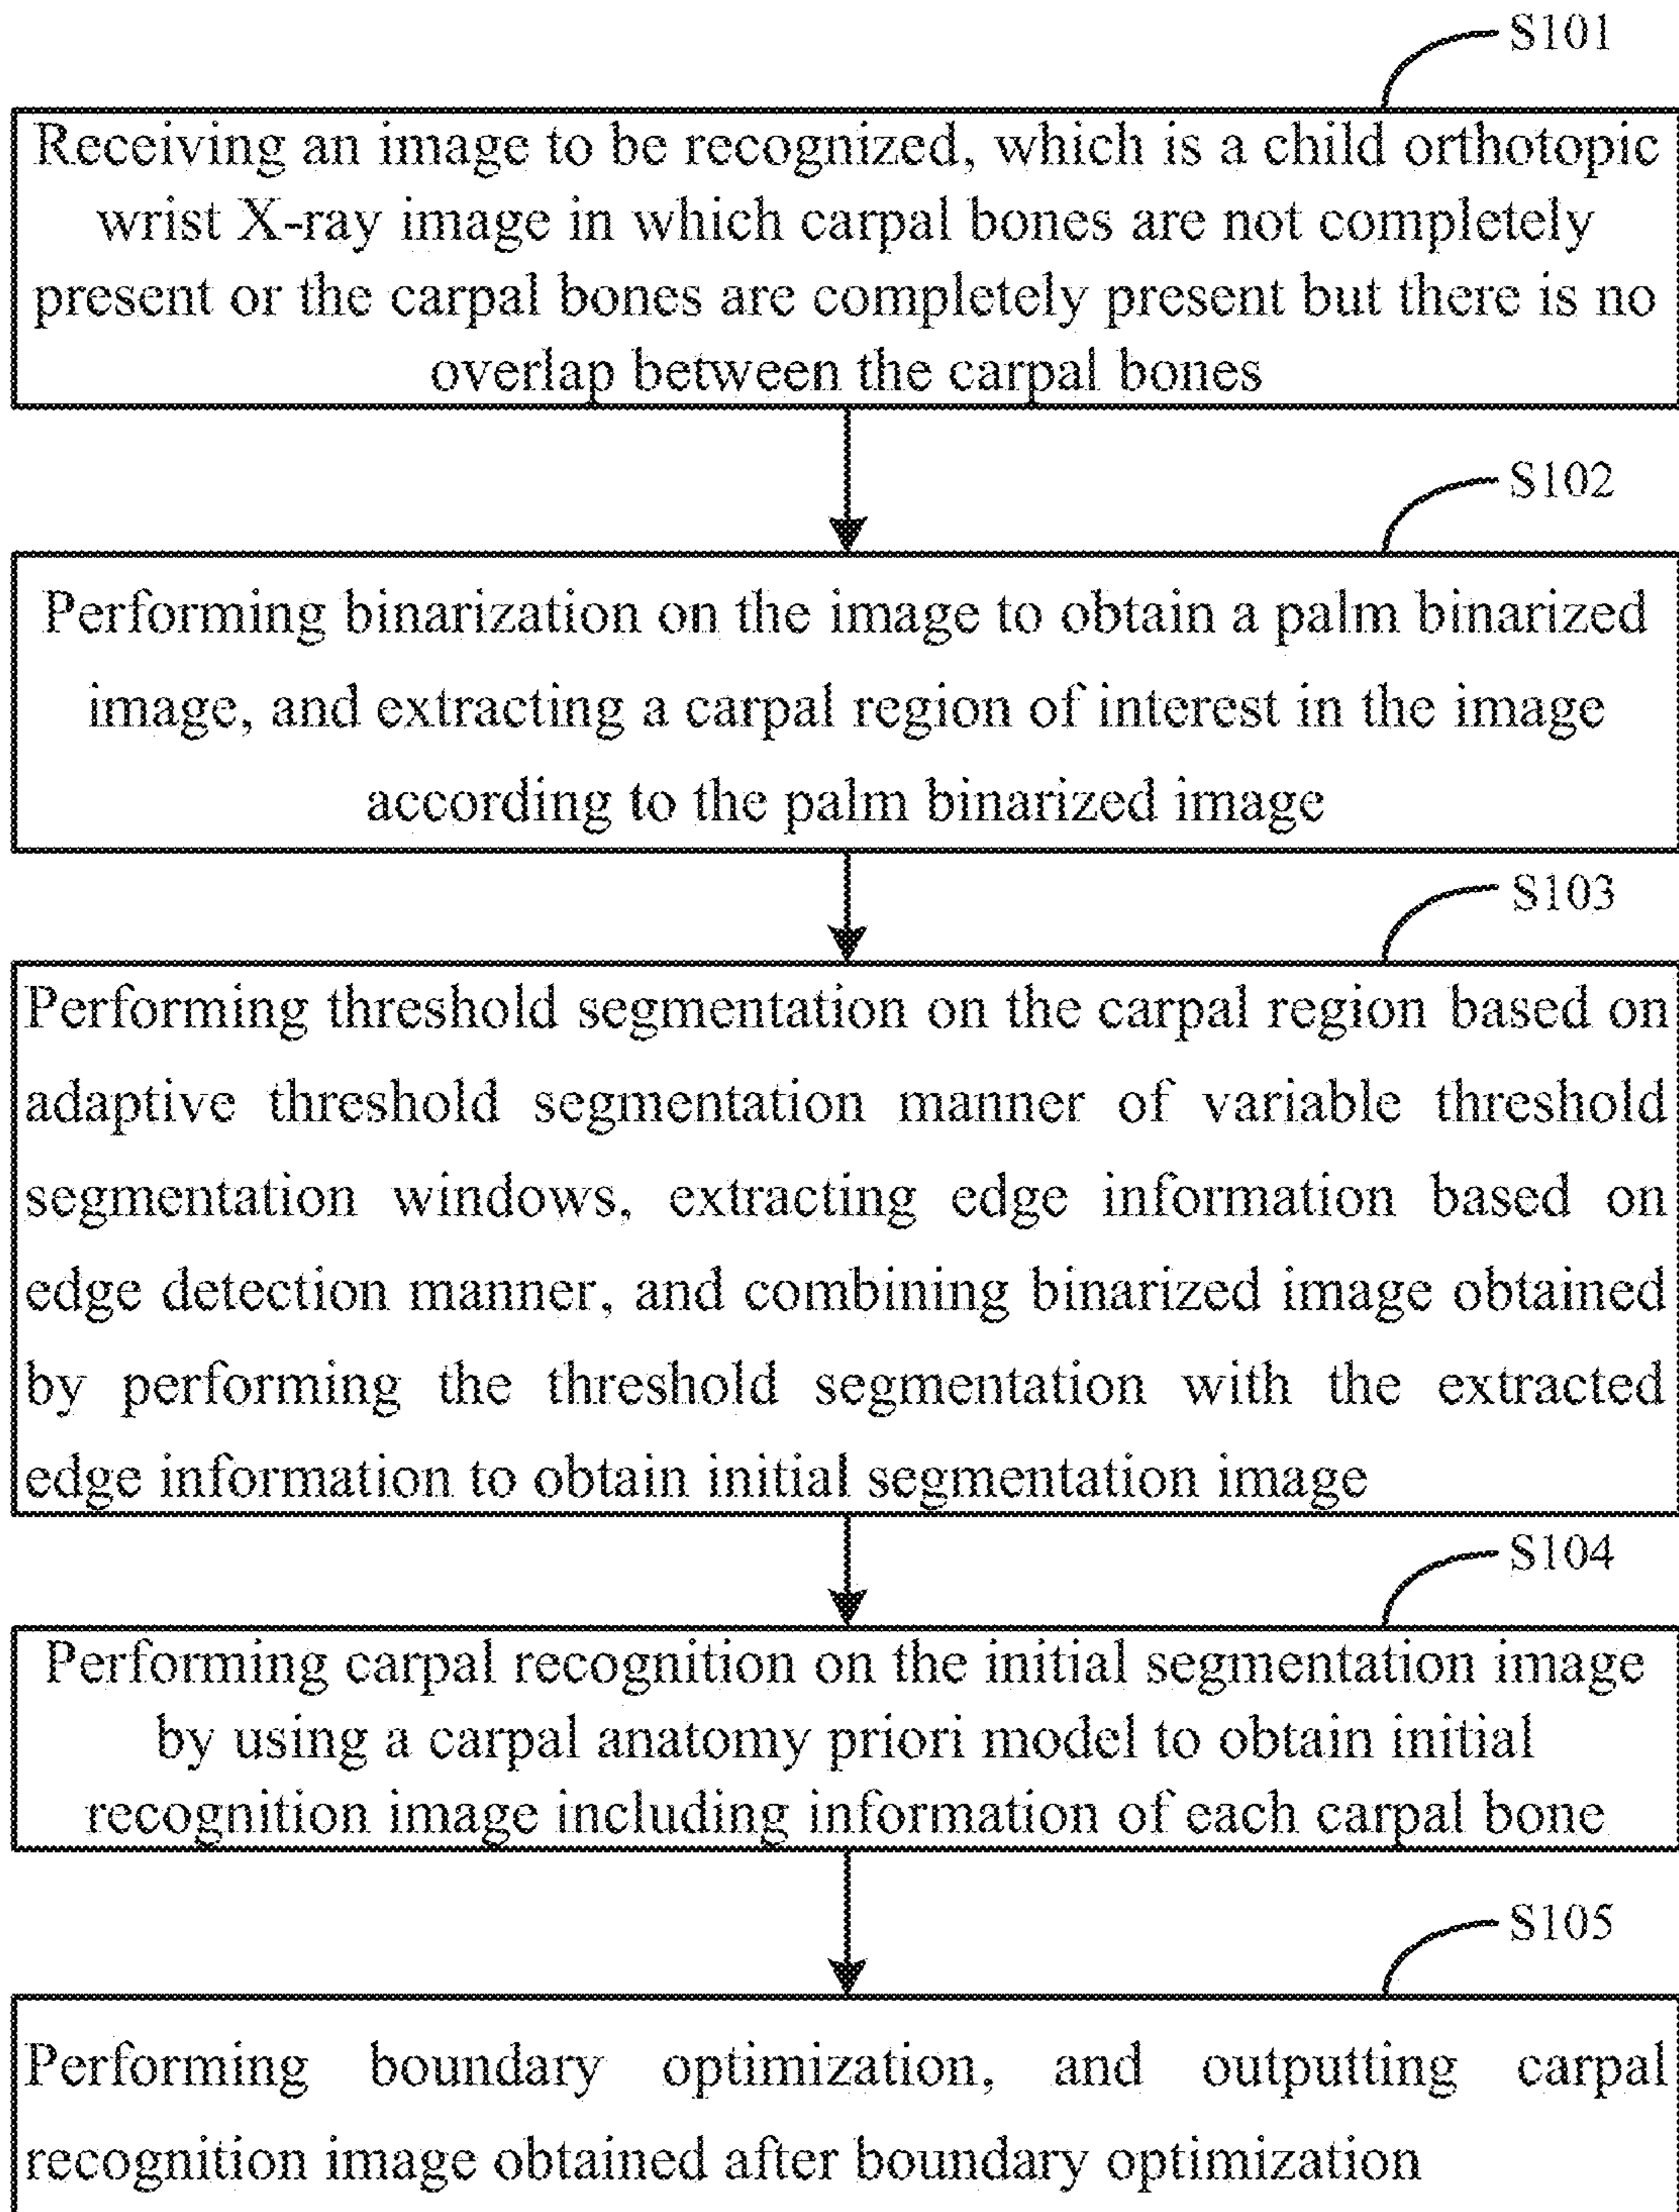 S101
Receiving an image to be recognized, which is a child orthotopic
wrist X-ray image in which carpal bones are not completely
present or the carpal bones are completely present but there is no
overlap between the carpal bones
S102
Performing binarization on the image to obtain a palm binarized
image, and extracting a carpal region of interest in the image
according to the palm binarized image
S103
Performing threshold segmentation on the carpal region based on
adaptive threshold segmentation manner of variable threshold
segmentation windows, extracting edge information based on
edge detection manner, and combining binarized image obtained
by performing the threshold segmentation with the extracted
edge information to obtain initial segmentation image
S104
Performing carpal recognition on the initial segmentation image
by using a carpal anatomy priori model to obtain initial
recognition image including information of each carpal bone
S105
Performing boundary optimization, and outputting carpal
recognition image obtained after boundary optimization